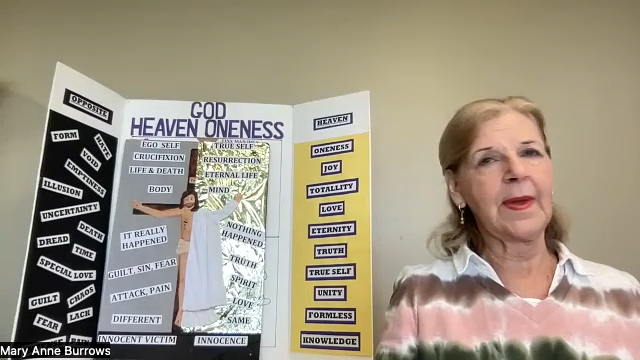 OPPOSITE
FORM
HATE
VOID
EMPTINESS
ILLUSION
UNCERTAINTY
DEATH
DREAD
TIME
SPECIAL LOVE
CHAOS
GUILT
LACK
FEAR
GOD
HEAVEN ONENESS
EGO SELF
CRUCIFIXION
LIFE & DEATH
BODY
IT REALLY
HAPPENED
GUILT, SIN, FEAR
ATTACK, PAIN
DIFFERENT
INNOCENT VICTIM
TRUE SELF
RESURRECTION
ETERNAL LIFE
MIND
NOTHING
HAPPENED
TRUTH
SPIRIT
LOVE
SAME
INNOCENCE
HEAVEN
ONENESS
JOY
TOTALLITY
LOVE
ETERNITY
TRUTH
TRUE SELF
UNITY
FORMLESS
KNOWLEDGE
Mary Anne Burrows